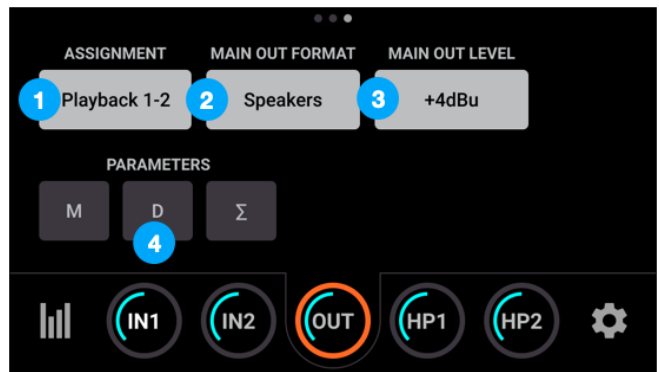 ASSIGNMENT MAIN OUT FORMAT MAIN OUT LEVEL
1 Playback 1-2 2 Speakers 3 +4dBu
PARAMETERS
M D Σ
4
IN1 IN2 OUT HP1 HP2